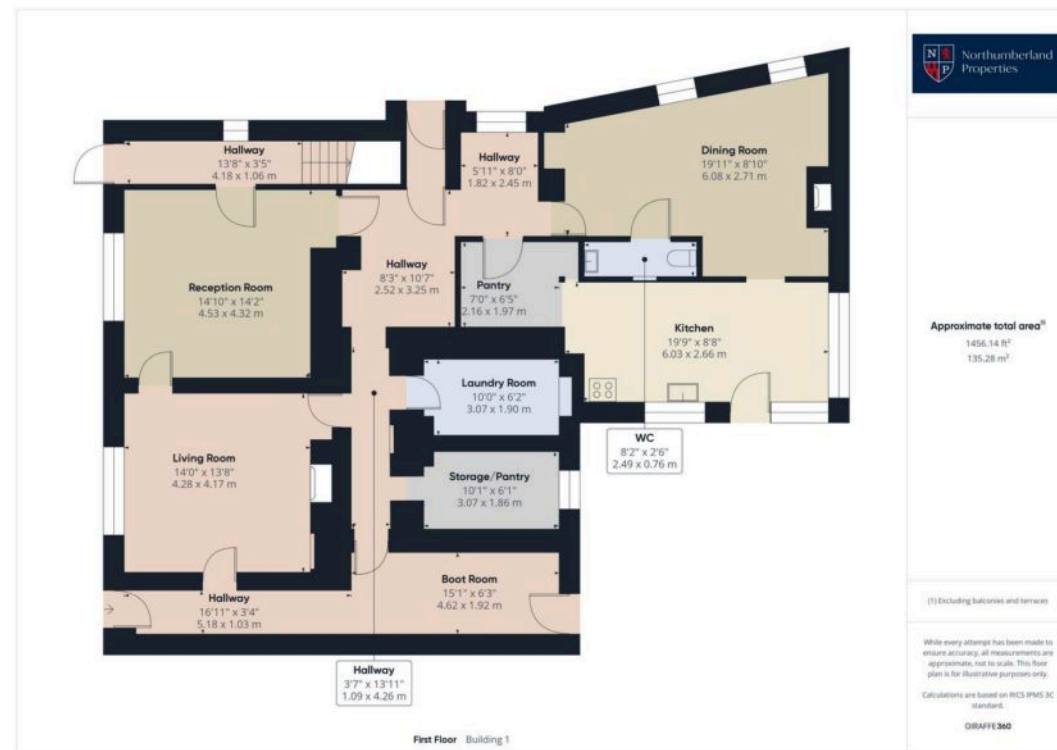 Hallway
13'8" x 3'5"
4.18 x 1.06 m
Hallway
5'11" x 8'0"
1.82 x 2.45 m
Dining Room
19'11" x 8'10"
6.08 x 2.71 m
Reception Room
14'10" x 14'2"
4.53 x 4.32 m
Hallway
8'3" x 10'7"
2.52 x 3.25 m
Pantry
7'0" x 6'5"
2.16 x 1.97 m
Kitchen
19'9" x 8'8"
6.03 x 2.66 m
Laundry Room
10'0" x 6'2"
3.07 x 1.90 m
WC
8'2" x 2'6"
2.49 x 0.76 m
Living Room
14'0" x 13'8"
4.28 x 4.17 m
Storage/Pantry
10'1" x 6'1"
3.07 x 1.86 m
Boot Room
15'1" x 6'3"
4.62 x 1.92 m
Hallway
16'11" x 3'4"
5.18 x 1.03 m
Hallway
3'7" x 13'11"
1.09 x 4.26 m
First Floor Building 1
N
P
Northumberland
Properties
Approximate total area(1)
1456.14 ft²
135.28 m²
(1) Excluding balconies and terraces
While every attempt has been made to
ensure accuracy, all measurements are
approximate, not to scale. This floor
plan is for illustrative purposes only.
Calculations are based on RICS IPMS 3C
standard.
GIRAFFE360